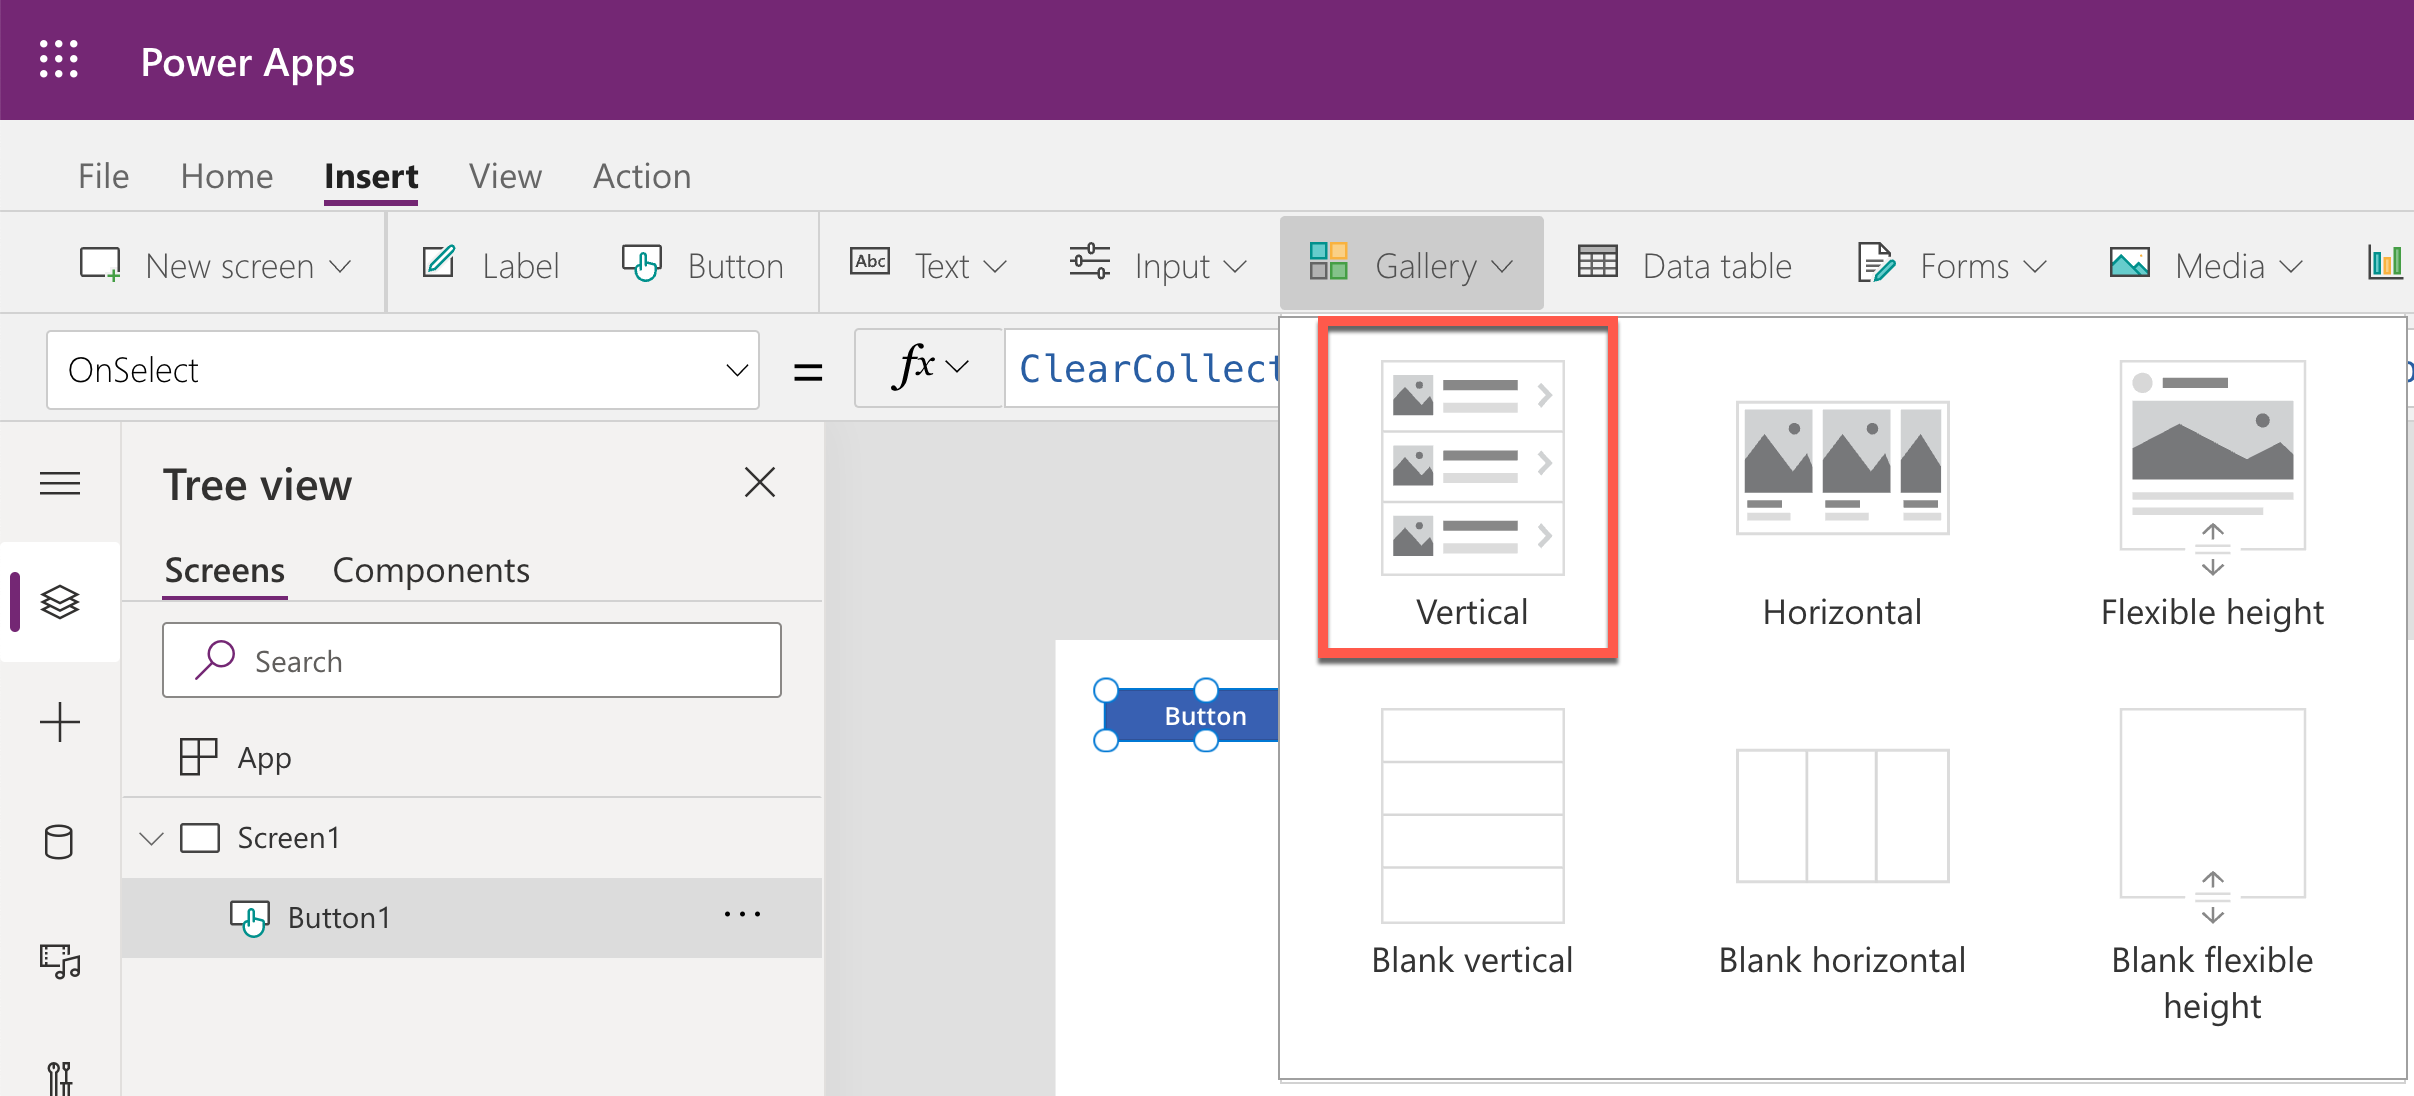 Power Apps
File Home Insert View Action
New screen Label Button Abc Text Input Gallery Data table Forms Media
OnSelect = fx ClearCollect
Tree view
Screens Components
Search
App
Screen1
Button1
Button
Vertical Horizontal Flexible height
Blank vertical Blank horizontal Blank flexible
height